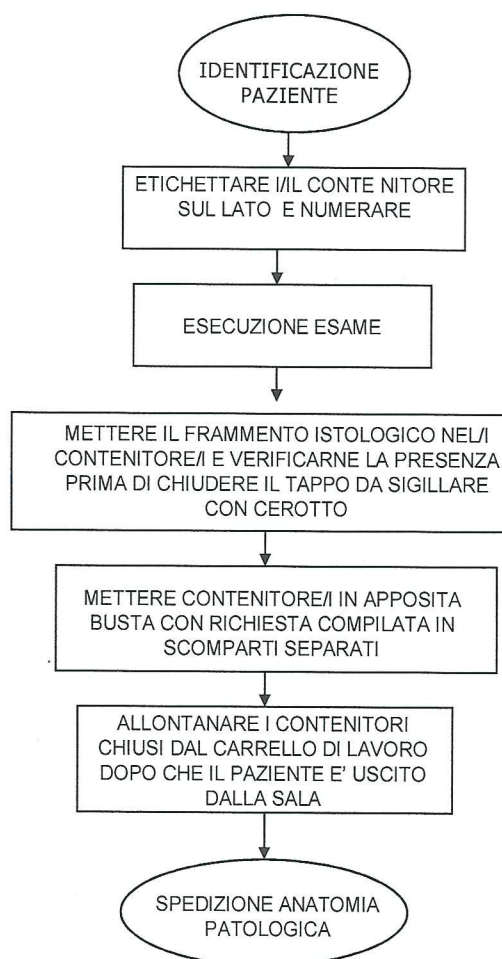 IDENTIFICAZIONE
PAZIENTE
ETICHETTARE I/IL CONTE NITORE
SUL LATO E NUMERARE
ESECUZIONE ESAME
METTERE IL FRAMMENTO ISTOLOGICO NEL/I
CONTENITORE/I E VERIFICARNE LA PRESENZA
PRIMA DI CHIUDERE IL TAPPO DA SIGILLARE
CON CEROTTO
METTERE CONTENITORE/I IN APPOSITA
BUSTA CON RICHIESTA COMPILATA IN
SCOMPARTI SEPARATI
ALLONTANARE I CONTENITORI
CHIUSI DAL CARRELLO DI LAVORO
DOPO CHE IL PAZIENTE E' USCITO
DALLA SALA
SPEDIZIONE ANATOMIA
PATOLOGICA